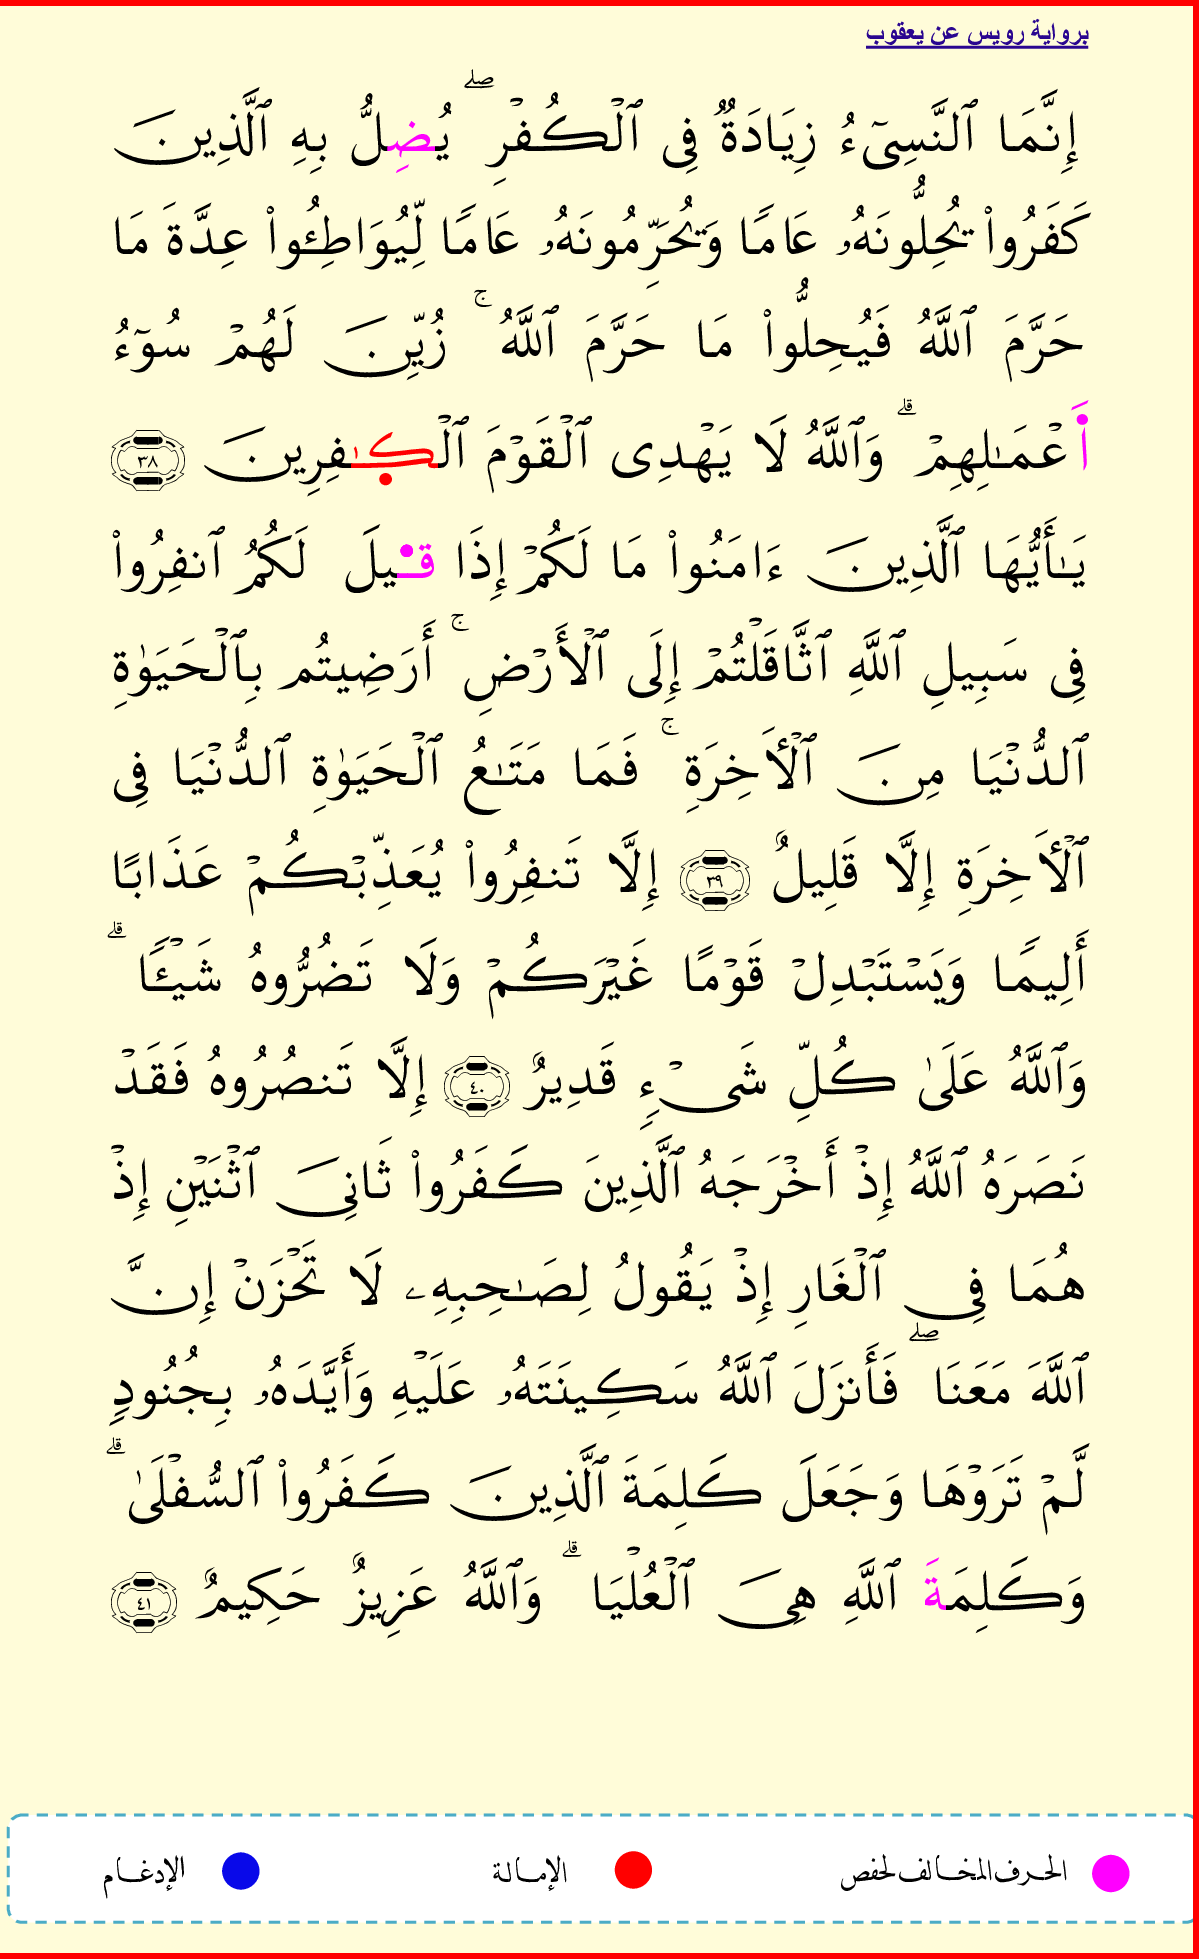 برواية رويس عن يعقوب
إِنَّمَا ٱلنَّسِيٓءُ زِيَادَةٌ فِى ٱلْكُفْرِ ۖ يُضِلُّ بِهِ ٱلَّذِينَ
كَفَرُواْ يُحِلُّونَهُۥ عَامًا وَيُحَرِّمُونَهُۥ عَامًا لِّيُوَاطِـُٔواْ عِدَّةَ مَا
حَرَّمَ ٱللَّهُ فَيُحِلُّواْ مَا حَرَّمَ ٱللَّهُ ۚ زُيِّنَ لَهُمْ سُوٓءُ
أَعْمَـٰلِهِمْ ۗ وَٱللَّهُ لَا يَهْدِى ٱلْقَوْمَ ٱلْكَـٰفِرِينَ ٣٨
يَـٰٓأَيُّهَا ٱلَّذِينَ ءَامَنُواْ مَا لَكُمْ إِذَا قِيلَ لَكُمُ ٱنفِرُواْ
فِى سَبِيلِ ٱللَّهِ ٱثَّاقَلْتُمْ إِلَى ٱلْأَرْضِ ۚ أَرَضِيتُم بِٱلْحَيَوٰةِ
ٱلدُّنْيَا مِنَ ٱلْأَخِرَةِ ۚ فَمَا مَتَـٰعُ ٱلْحَيَوٰةِ ٱلدُّنْيَا فِى
ٱلْأَخِرَةِ إِلَّا قَلِيلٌ ٣٩ إِلَّا تَنفِرُواْ يُعَذِّبْكُمْ عَذَابًا
أَلِيمًا وَيَسْتَبْدِلْ قَوْمًا غَيْرَكُمْ وَلَا تَضُرُّوهُ شَيْـًٔا ۗ
وَٱللَّهُ عَلَىٰ كُلِّ شَىْءٍ قَدِيرٌ ٤٠ إِلَّا تَنصُرُوهُ فَقَدْ
نَصَرَهُ ٱللَّهُ إِذْ أَخْرَجَهُ ٱلَّذِينَ كَفَرُواْ ثَانِىَ ٱثْنَيْنِ إِذْ
هُمَا فِى ٱلْغَارِ إِذْ يَقُولُ لِصَـٰحِبِهِۦ لَا تَحْزَنْ إِنَّ
ٱللَّهَ مَعَنَا ۖ فَأَنزَلَ ٱللَّهُ سَكِينَتَهُۥ عَلَيْهِ وَأَيَّدَهُۥ بِجُنُودٍ
لَّمْ تَرَوْهَا وَجَعَلَ كَلِمَةَ ٱلَّذِينَ كَفَرُواْ ٱلسُّفْلَىٰ ۗ
وَكَلِمَةَ ٱللَّهِ هِىَ ٱلْعُلْيَا ۗ وَٱللَّهُ عَزِيزٌ حَكِيمٌ ٤١
الحرف المخالف لحفص الإمالة الإدغام